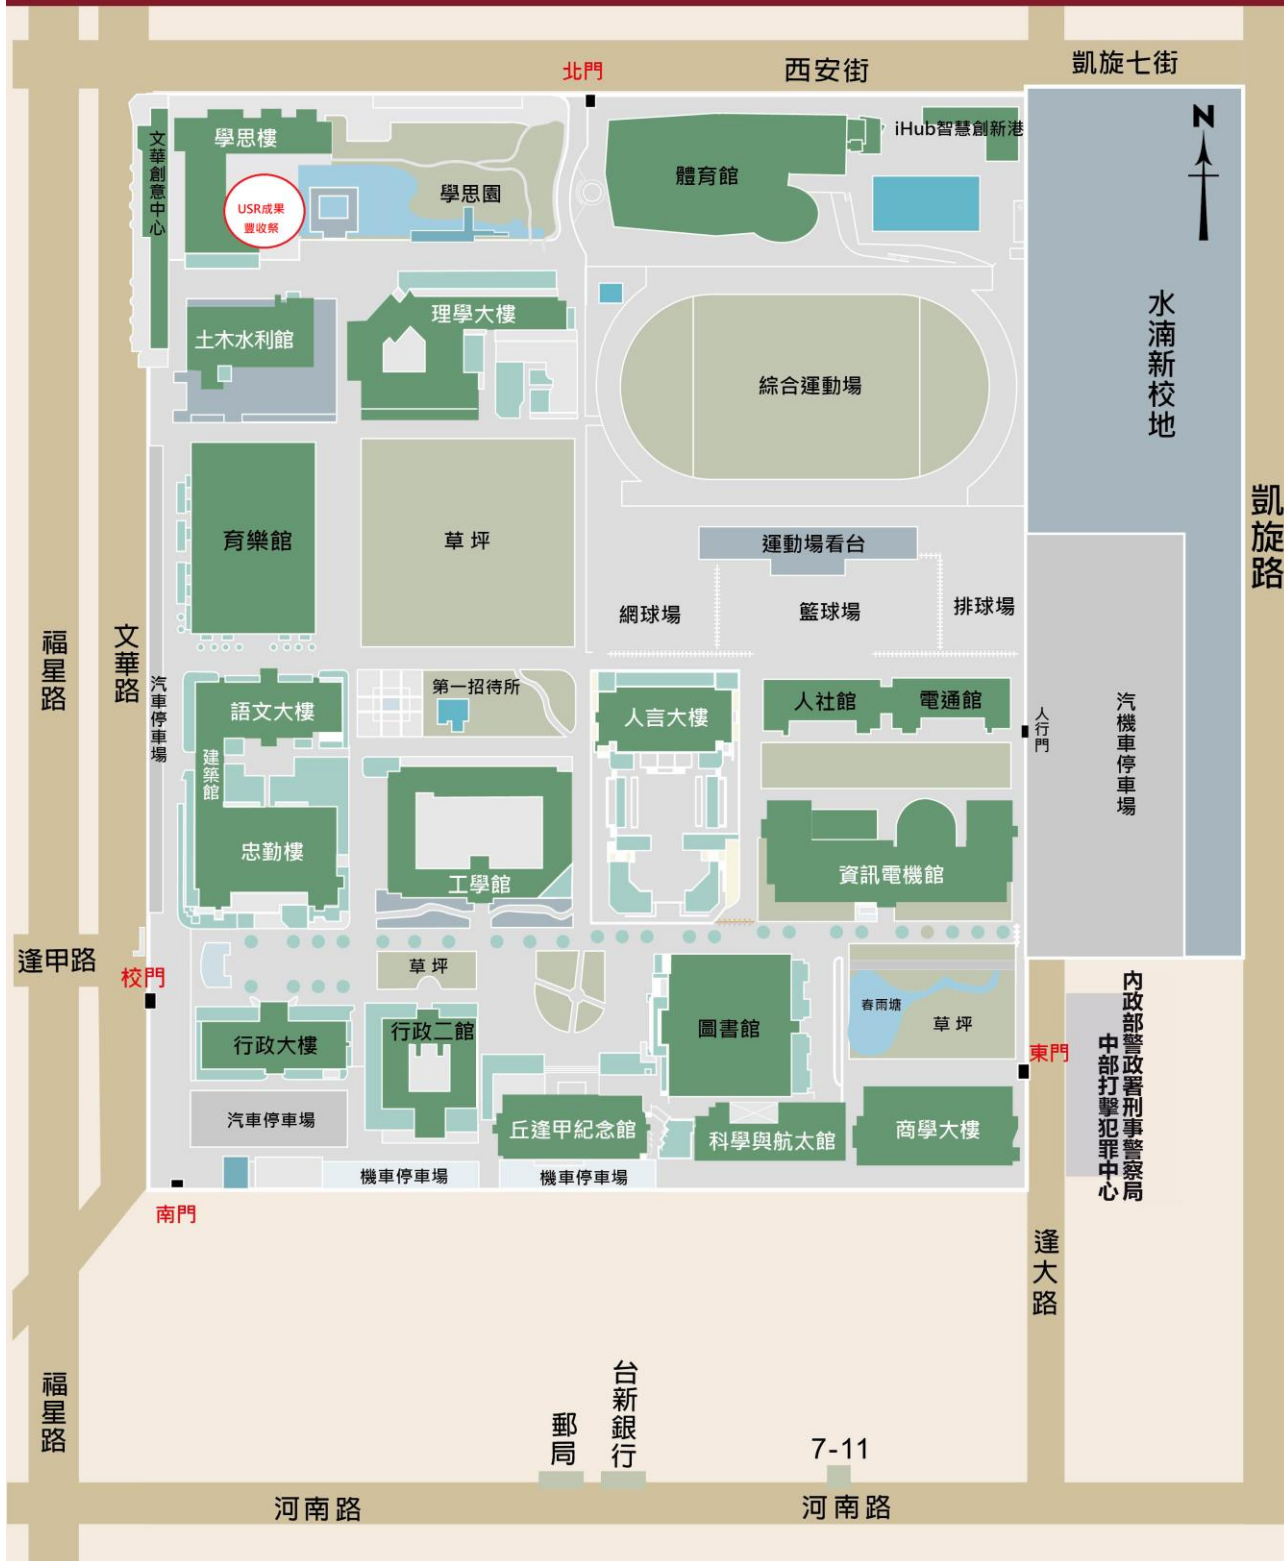 北門
西安街
凱旋七街
N
文華創意中心
學思樓
USR成果
豐收祭
學思園
體育館
iHub智慧創新港
水湳新校地
土木水利館
理學大樓
綜合運動場
凱旋路
育樂館
草坪
運動場看台
網球場
籃球場
排球場
福星路
文華路
汽車停車場
語文大樓
建築館
第一招待所
人言大樓
人社館
電通館
人行門
汽機車停車場
忠勤樓
工學館
資訊電機館
逢甲路
校門
草坪
行政大樓
行政二館
圖書館
春雨塘
草坪
東門
內政部警政署刑事警察局
中部打擊犯罪中心
汽車停車場
丘逢甲紀念館
科學與航太館
商學大樓
機車停車場
機車停車場
南門
逢大路
福星路
郵局
台新銀行
7-11
河南路
河南路